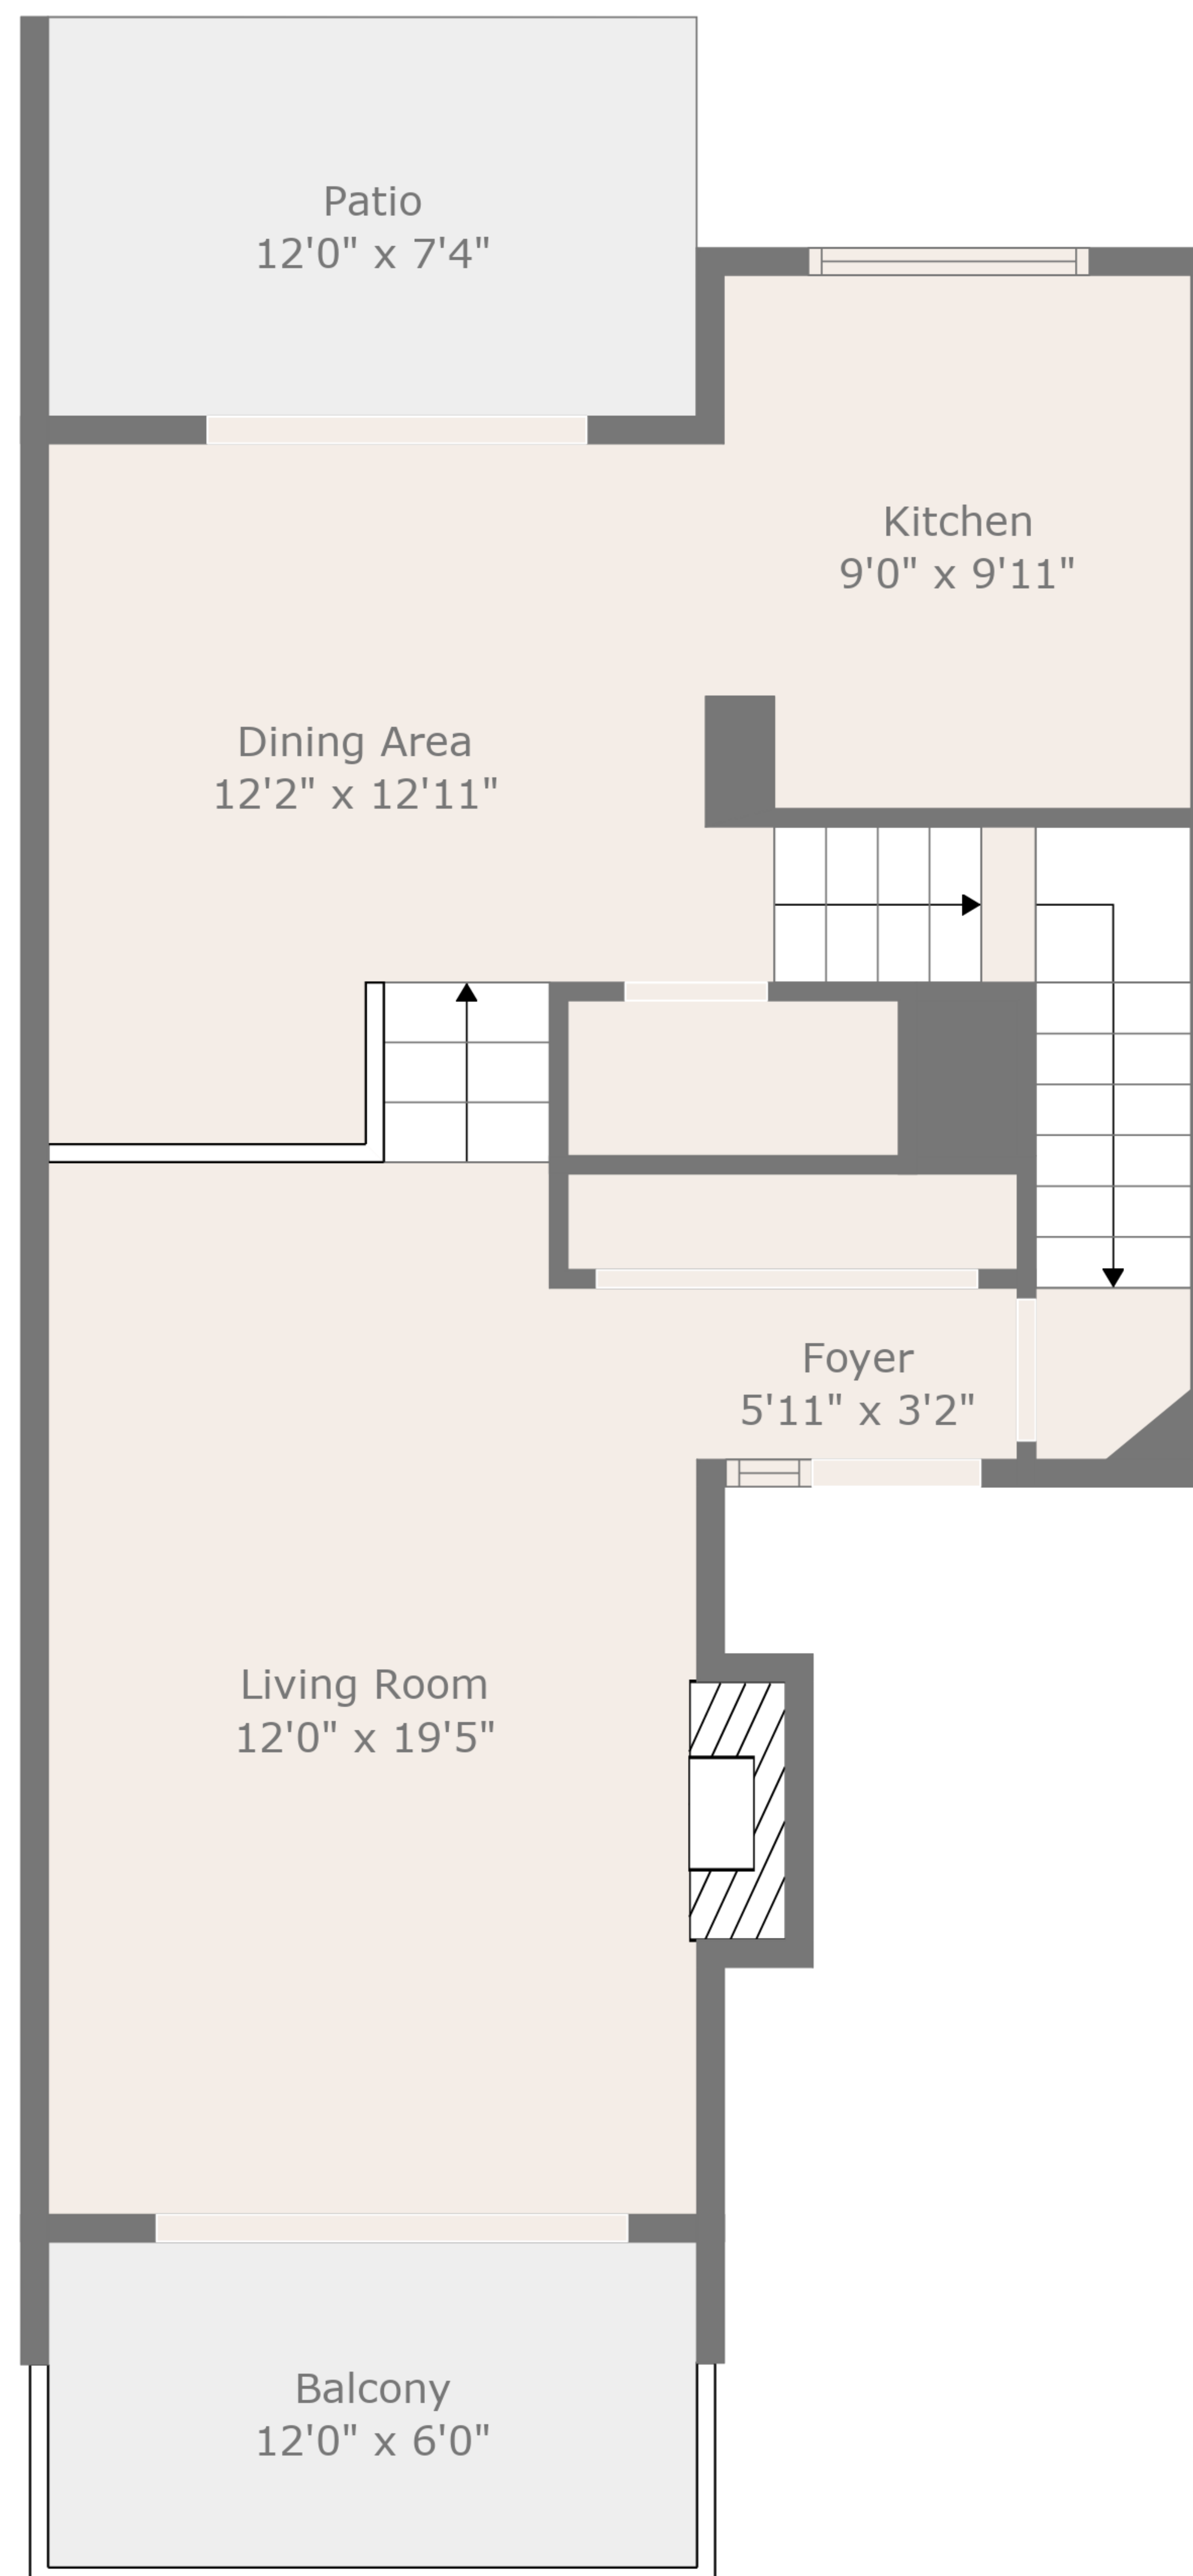 Patio
12'0" x 7'4"
Kitchen
9'0" x 9'11"
Dining Area
12'2" x 12'11"
Foyer
5'11" x 3'2"
Living Room
12'0" x 19'5"
Balcony
12'0" x 6'0"